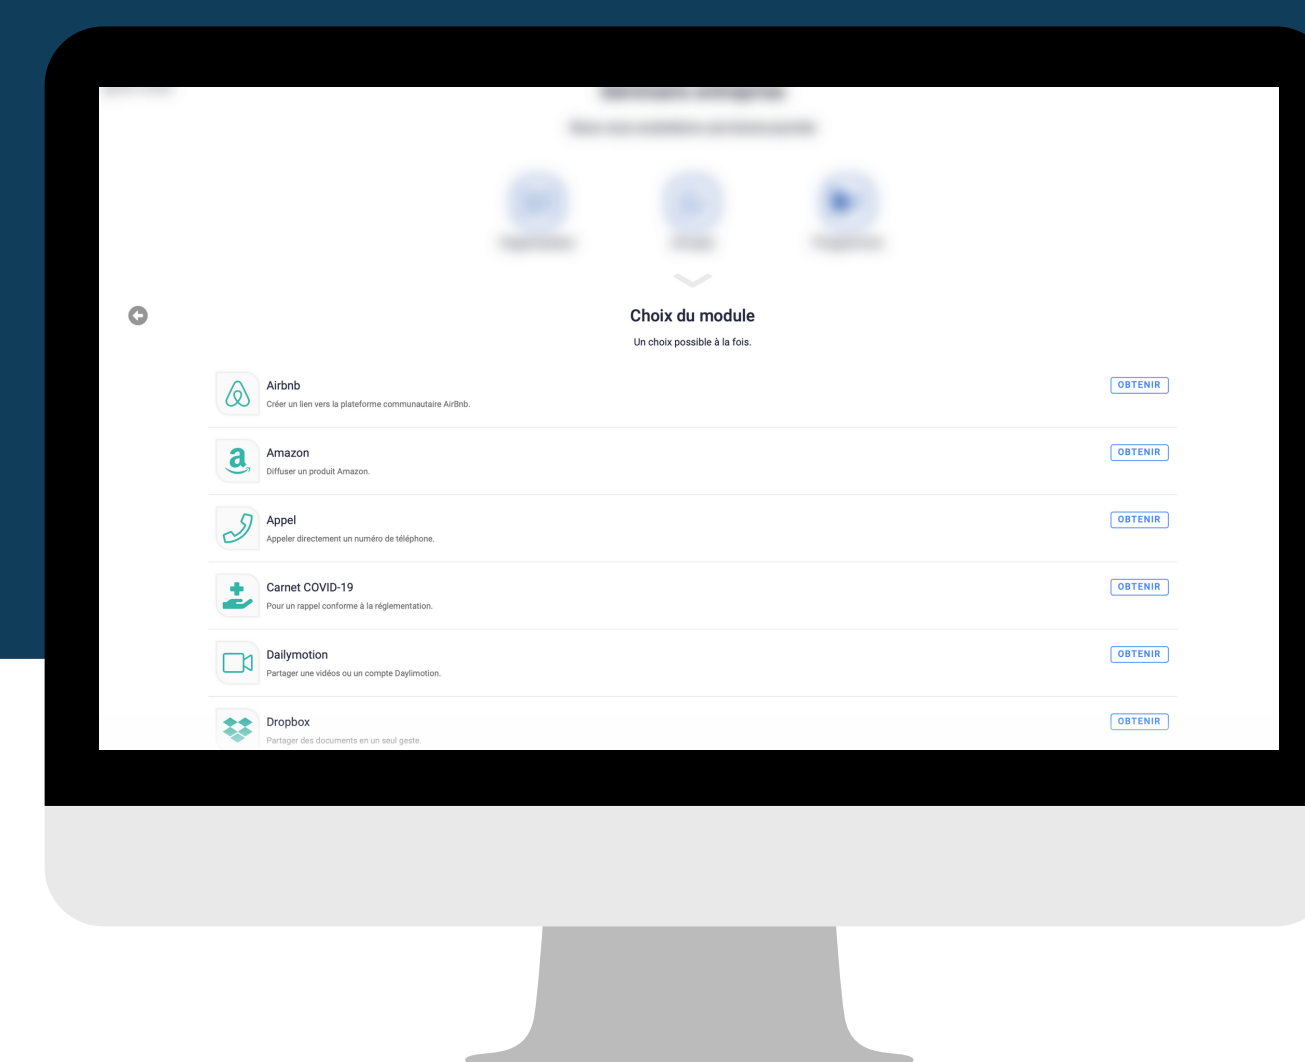 Choix du module
Un choix possible à la fois.
Airbnb
OBTENIR
Créer un lien vers la plateforme communautaire AirBnb.
Amazon
OBTENIR
Diffuser un produit Amazon.
Appel
OBTENIR
Appeler directement un numéro de téléphone.
Carnet COVID-19
OBTENIR
Pour un rappel conforme à la réglementation.
Dailymotion
OBTENIR
Partager une vidéos ou un compte Daylimotion.
Dropbox
OBTENIR
Partager des documents en un seul geste.